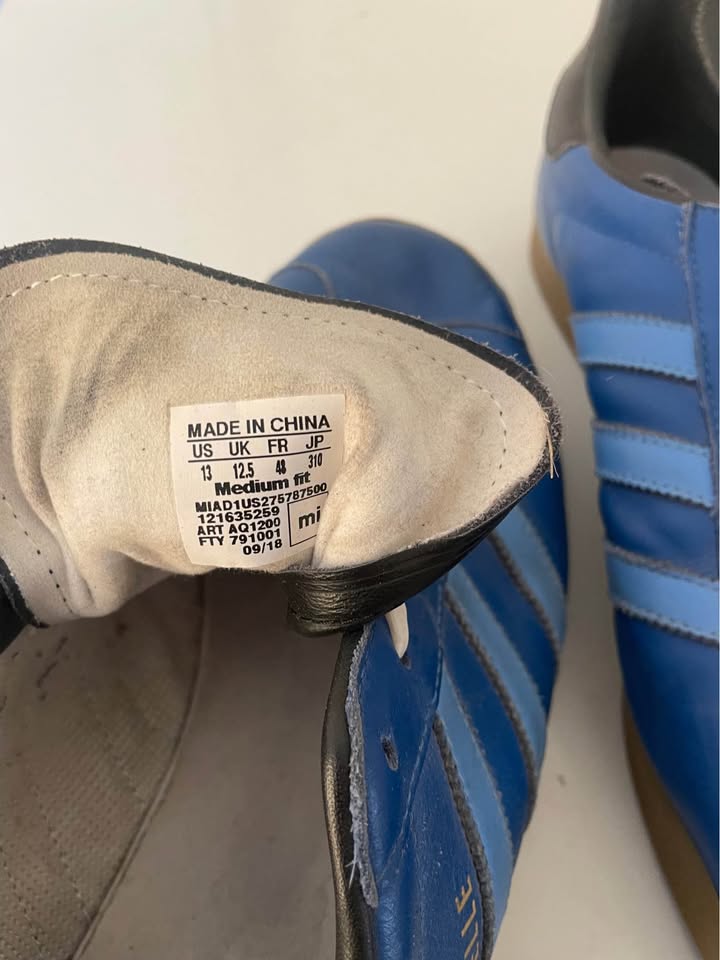 MADE IN CHINA
US UK FR JP
13 12.5 48 310
Medium fit
MIAD1US275787500
121635259
ART AQ1200
FTY 791001
09/18
mi
ELLE